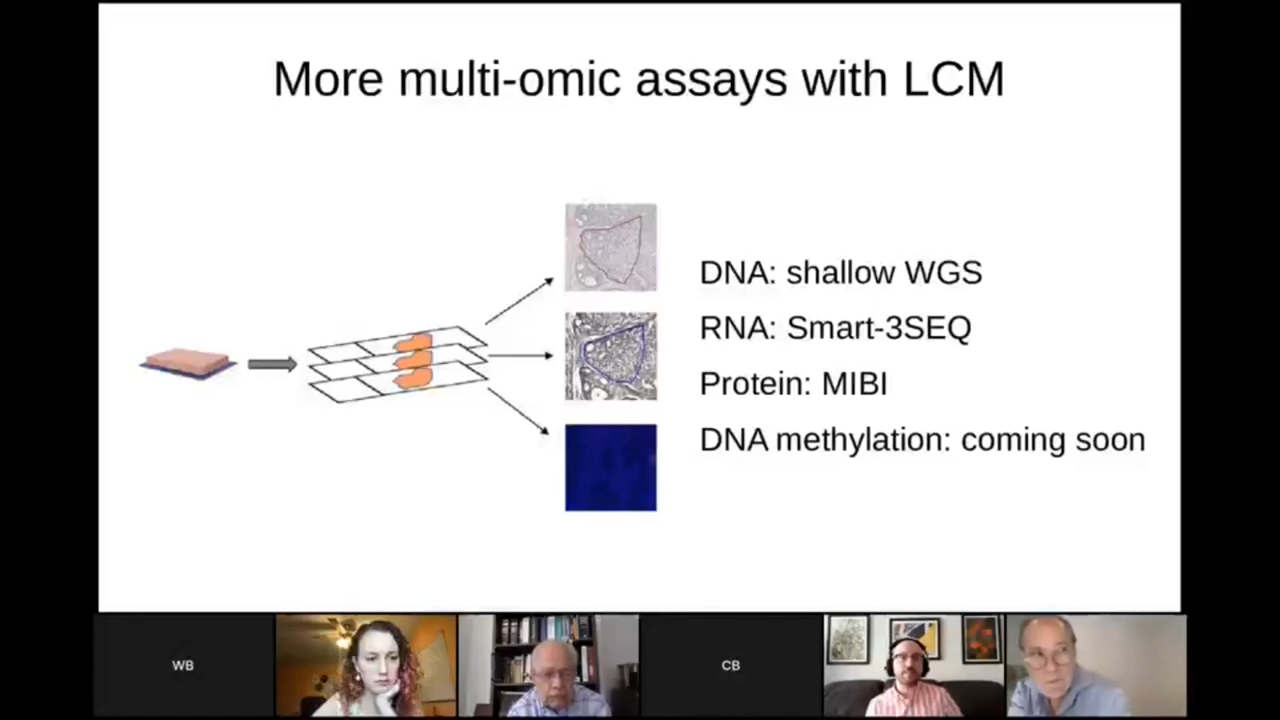 More multi-omic assays with LCM
DNA: shallow WGS
RNA: Smart-3SEQ
Protein: MIBI
DNA methylation: coming soon
WB
CB